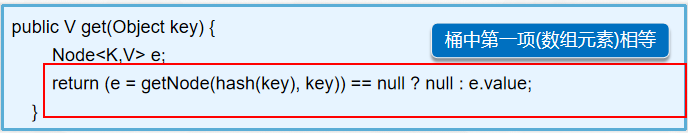 public V get(Object key) {
桶中第一项(数组元素)相等
Node<K,V> e;
return (e = getNode(hash(key), key)) == null ? null : e.value;
}